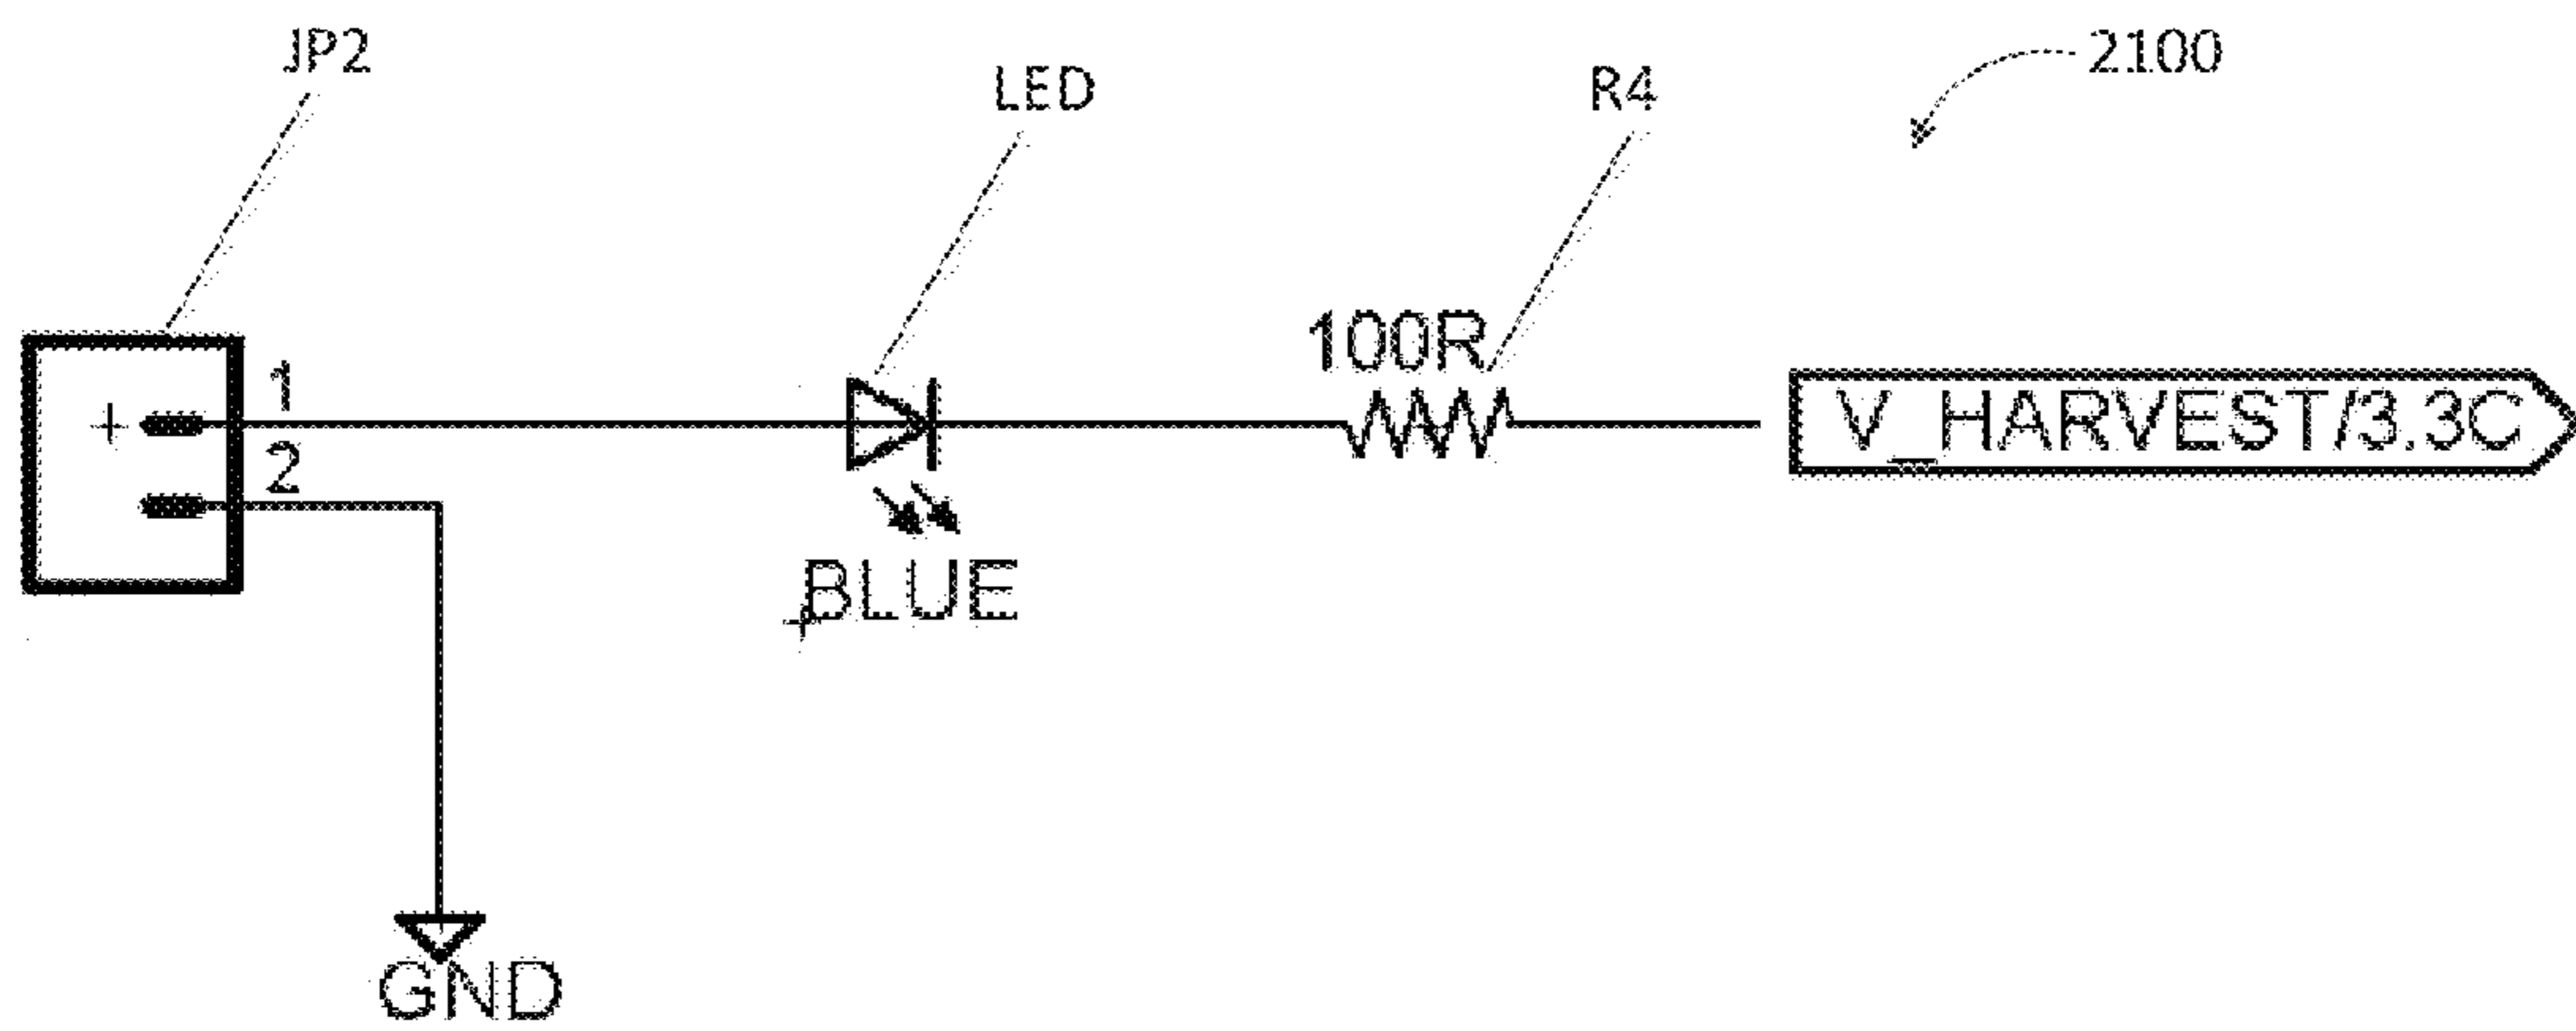 JP2
LED
R4
2100
100R
1
V_HARVEST/3.3C
2
BLUE
GND